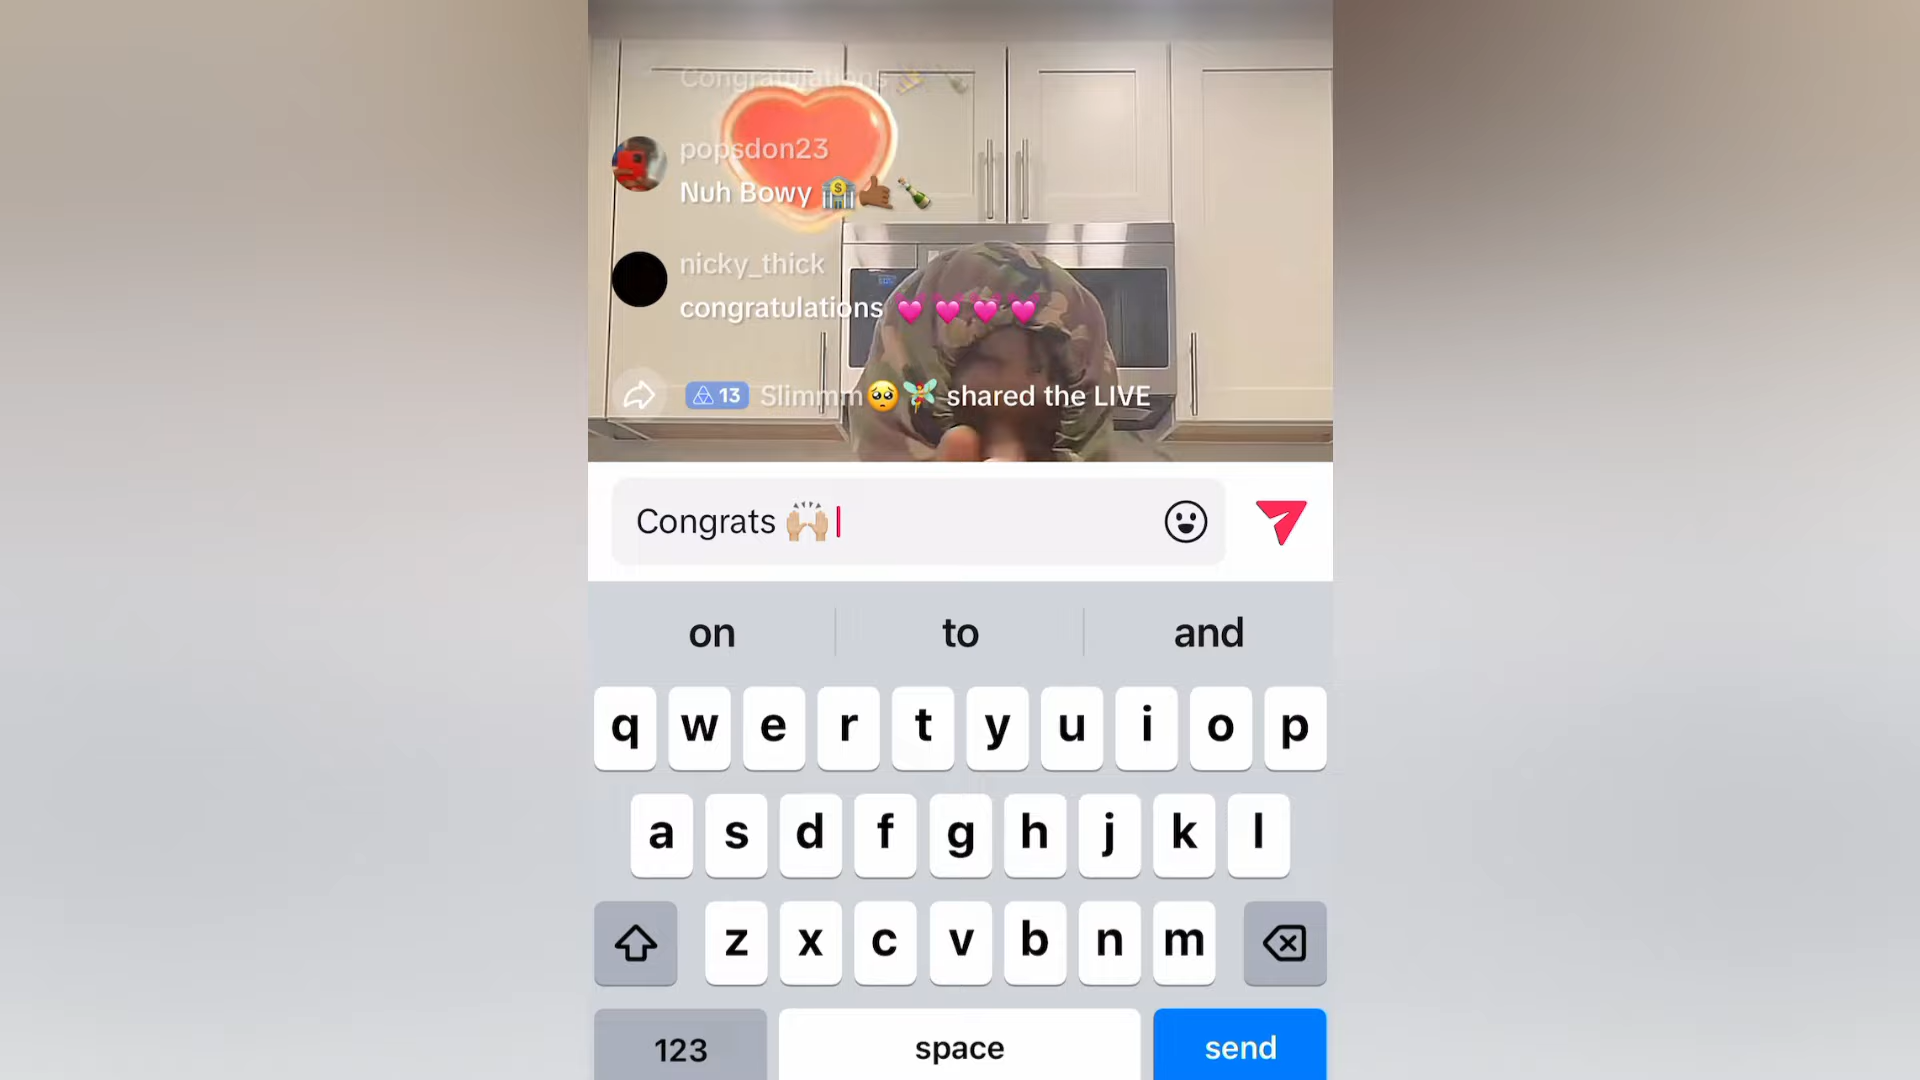 Congratulations 🎉🍾
popsdon23
Nuh Bowy 🏦🤙🏾🍾
nicky_thick
congratulations 💓💓💓💓
13 Slimmm🥺🧚 shared the LIVE
Congrats 🙌🏼
on to and
q w e r t y u i o p
a s d f g h j k l
z x c v b n m
123 space send